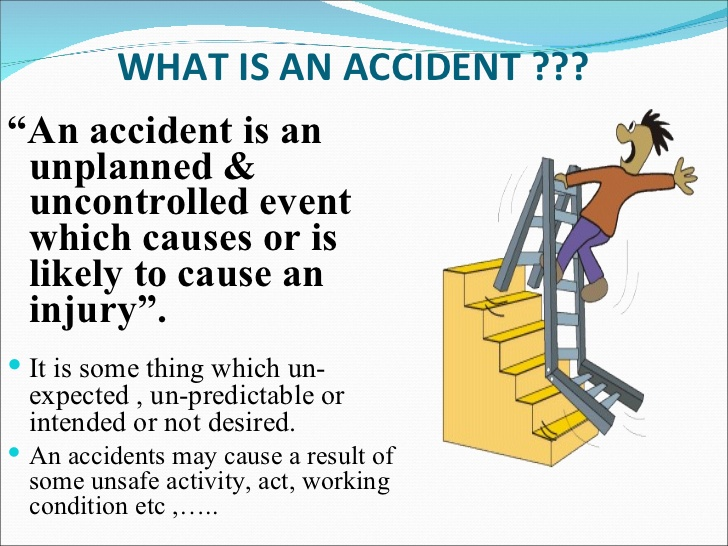 WHAT IS AN ACCIDENT ???
“An accident is an
unplanned &
uncontrolled event
which causes or is
likely to cause an
injury”.
It is some thing which un-
expected , un-predictable or
intended or not desired.
An accidents may cause a result of
some unsafe activity, act, working
condition etc ,…..